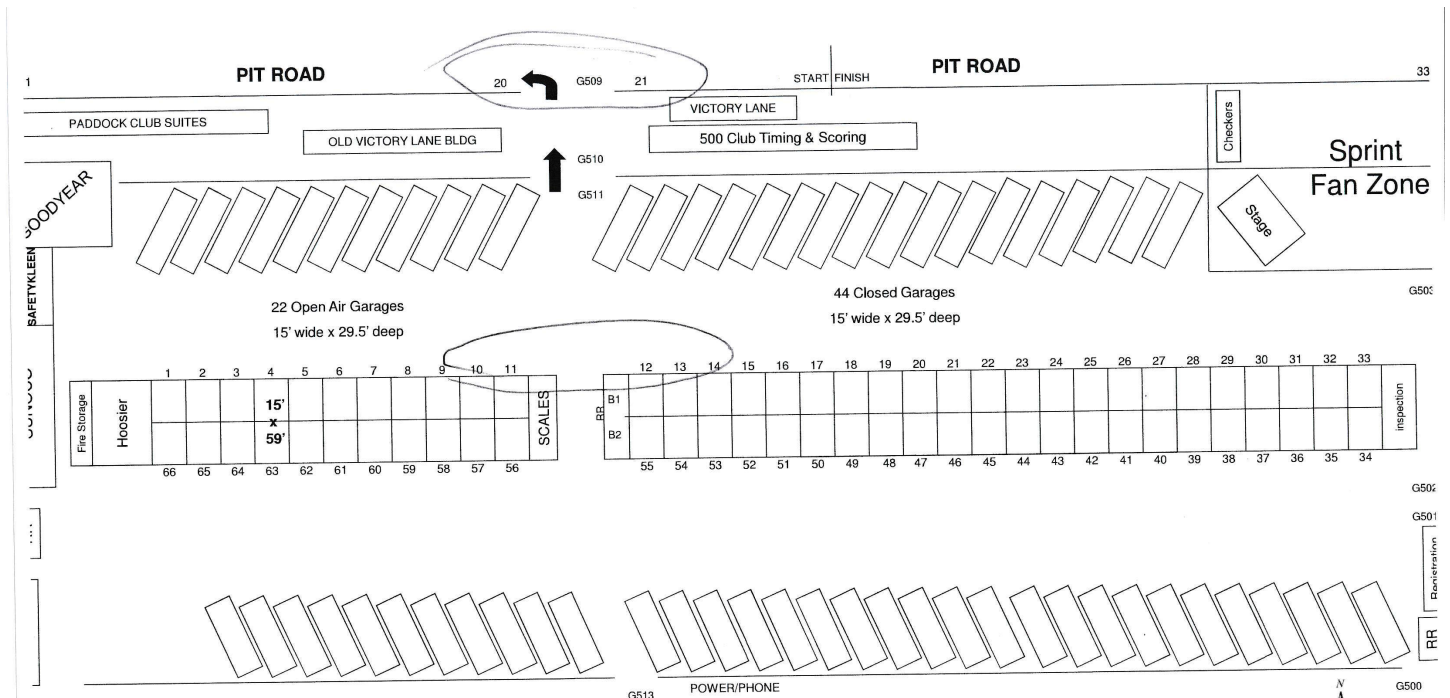 1
PIT ROAD
20
G509
21
START FINISH
PIT ROAD
33
PADDOCK CLUB SUITES
OLD VICTORY LANE BLDG
VICTORY LANE
500 Club Timing & Scoring
Checkers
Sprint
Fan Zone
G510
G511
GOODYEAR
Stage
SAFETYKLEEN
22 Open Air Garages
15' wide x 29.5' deep
44 Closed Garages
15' wide x 29.5' deep
1 2 3 4 5 6 7 8 9 10 11
12 13 14 15 16 17 18 19 20 21 22 23 24 25 26 27 28 29 30 31 32 33
Fire Storage
Hoosier
15'
x
59'
SCALES
RR
B1
B2
inspection
66 65 64 63 62 61 60 59 58 57 56
55 54 53 52 51 50 49 48 47 46 45 44 43 42 41 40 39 38 37 36 35 34
G501
Registration
RR
G513
POWER/PHONE
N
G500